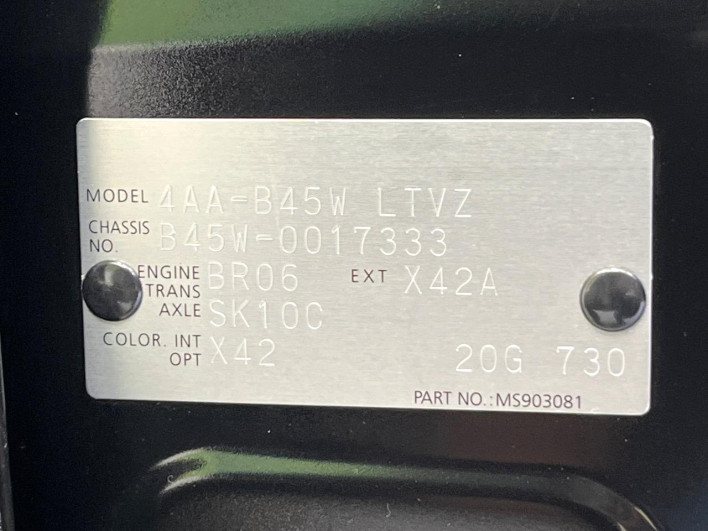 MODEL 4AA-B45W LTVZ
CHASSIS NO. B45W-0017333
ENGINE BR06 EXT X42A
TRANS AXLE SK10C
COLOR. INT OPT X42 20G 730
PART NO.:MS903081